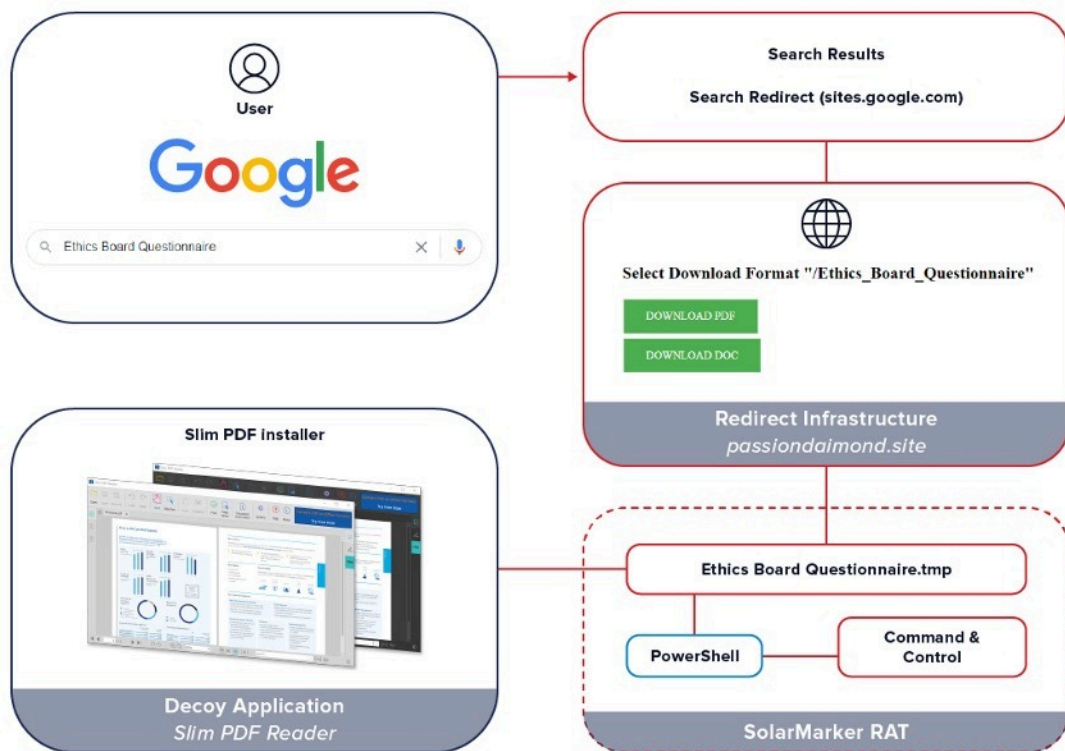 User
Google
Ethics Board Questionnaire
Search Results
Search Redirect (sites.google.com)
Select Download Format "/Ethics_Board_Questionnaire"
DOWNLOAD PDF
DOWNLOAD DOC
Redirect Infrastructure
passiondaimond.site
Slim PDF installer
Decoy Application
Slim PDF Reader
Ethics Board Questionnaire.tmp
PowerShell
Command &
Control
SolarMarker RAT